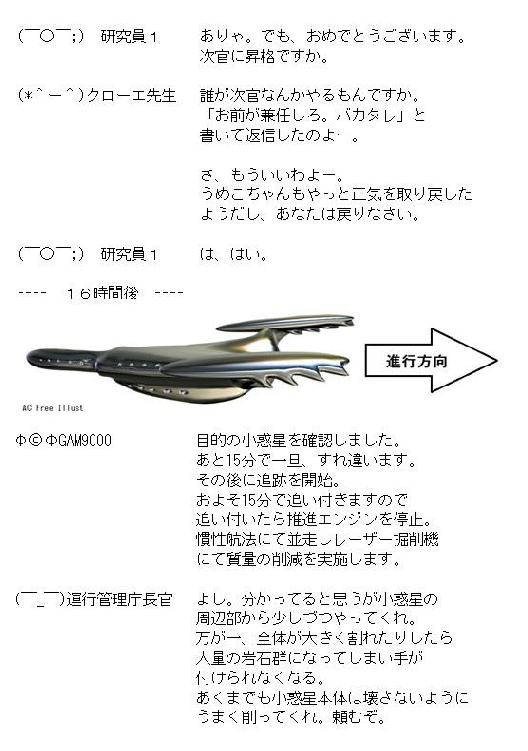 (￣○￣;)　研究員１　ありゃ。でも、おめでとうございます。
次官に昇格ですか。
(*＾ー＾)クローエ先生　誰が次官なんかやるもんですか。
「お前が兼任しろ。バカタレ」と
書いて返信したのよー。
さ、もういいわよー。
うめこちゃんもやっと正気を取り戻した
ようだし、あなたは戻りなさい。
(￣○￣;)　研究員１　は、はい。
----　１６時間後　----
進行方向
AC Free Illust
Φ©ΦGAM9C00　目的の小惑星を確認しました。
あと15分で一旦、すれ違います。
その後に追跡を開始。
およそ15分で追い付きますので
追い付いたら推進エンジンを停止。
慣性航法にて並走しレーザー掘削機
にて質量の削減を実施します。
(￣_￣)運行管理庁長官　よし。分かってると思うが小惑星の
周辺部から少しづつやってくれ。
万が一、全体が大きく割れたりしたら
大量の岩石群になってしまい手が
付けられなくなる。
あくまでも小惑星本体は壊さないように
うまく削ってくれ。頼むぞ。